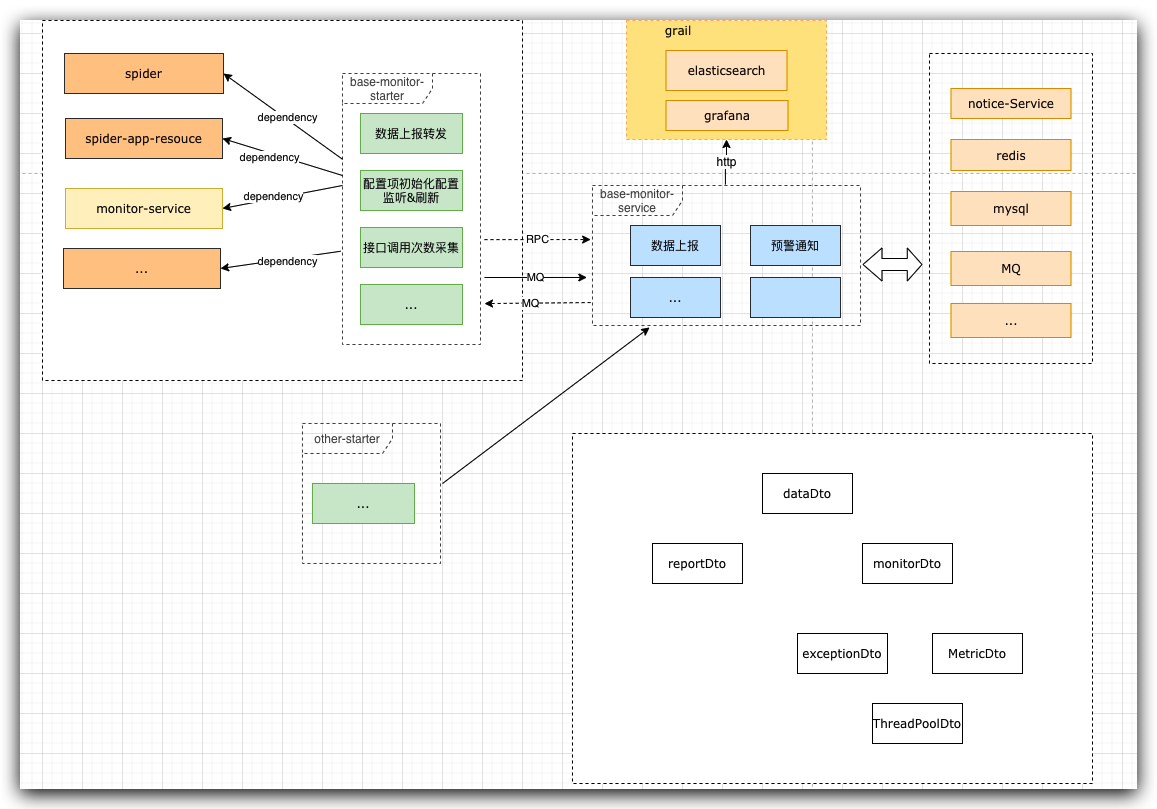 grail
elasticsearch
grafana
http
spider
spider-app-resouce
monitor-service
...
dependency
dependency
dependency
dependency
base-monitor-
starter
数据上报转发
配置项初始化配置
监听&刷新
接口调用次数采集
...
RPC
MQ
MQ
base-monitor-
service
数据上报
预警通知
...
notice-Service
redis
mysql
MQ
...
other-starter
...
dataDto
reportDto
monitorDto
exceptionDto
MetricDto
ThreadPoolDto